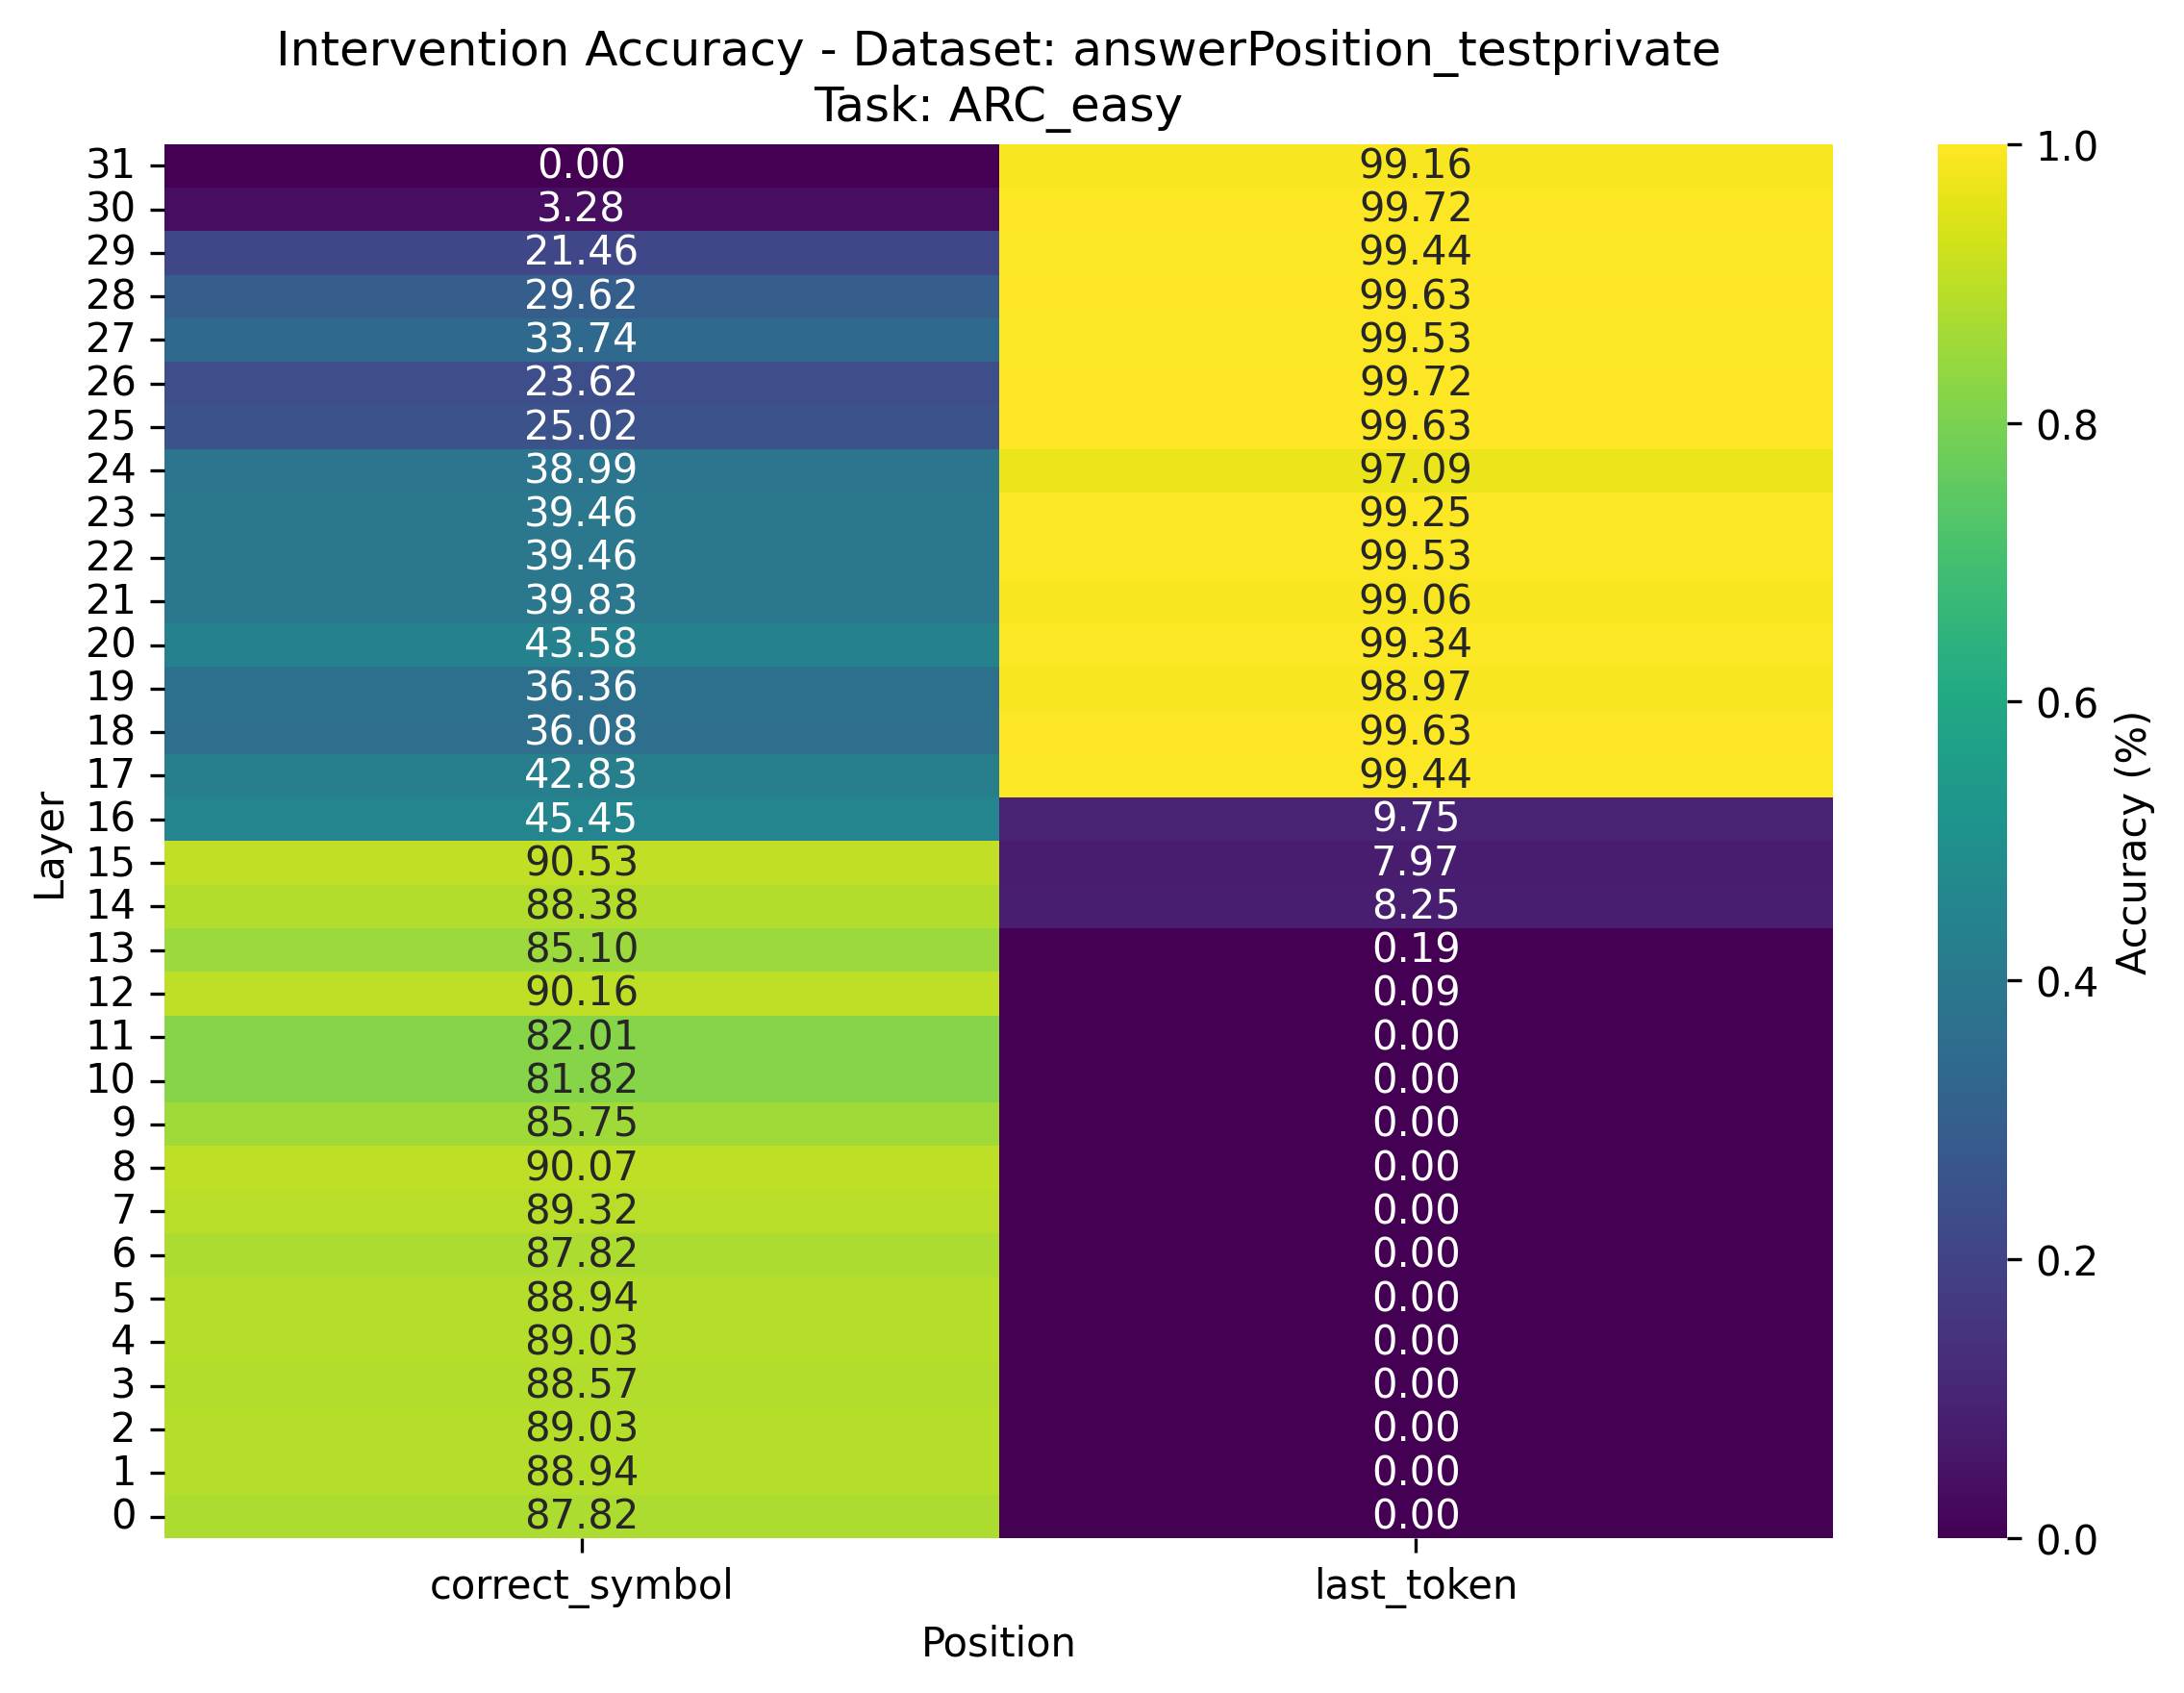 Intervention Accuracy - Dataset: answerPosition_testprivate
Task: ARC_easy
31 0.00 99.16
30 3.28 99.72
29 21.46 99.44
28 29.62 99.63
27 33.74 99.53
26 23.62 99.72
25 25.02 99.63
24 38.99 97.09
23 39.46 99.25
22 39.46 99.53
21 39.83 99.06
20 43.58 99.34
19 36.36 98.97
18 36.08 99.63
17 42.83 99.44
16 45.45 9.75
15 90.53 7.97
14 88.38 8.25
13 85.10 0.19
12 90.16 0.09
11 82.01 0.00
10 81.82 0.00
9 85.75 0.00
8 90.07 0.00
7 89.32 0.00
6 87.82 0.00
5 88.94 0.00
4 89.03 0.00
3 88.57 0.00
2 89.03 0.00
1 88.94 0.00
0 87.82 0.00
correct_symbol last_token
Position
Layer
1.0
0.8
0.6
0.4
0.2
0.0
Accuracy (%)